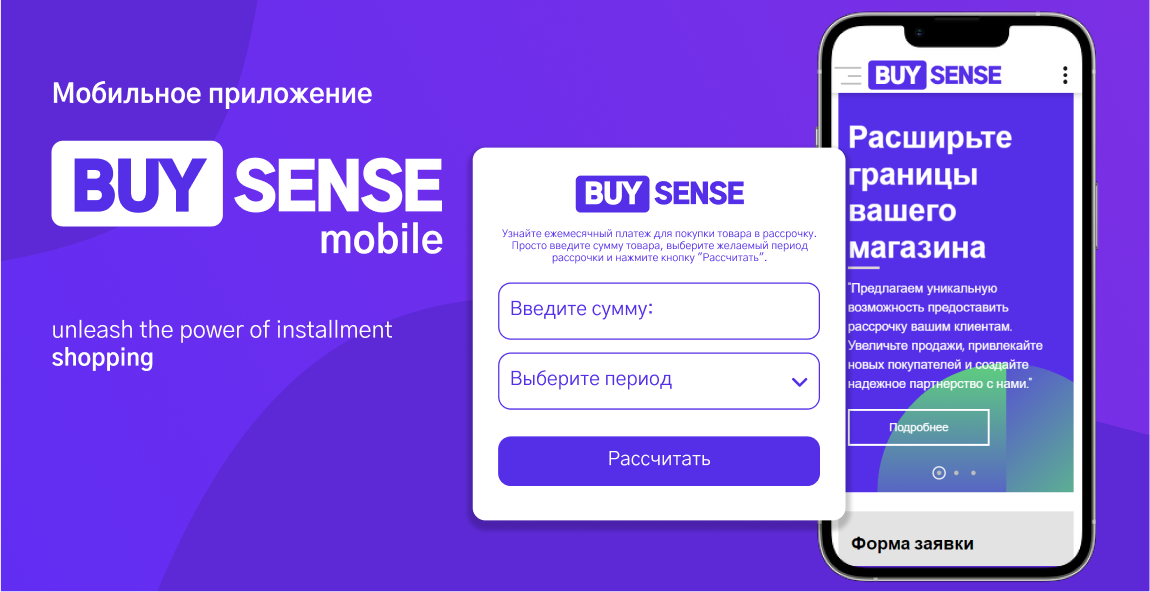 Мобильное приложение
BUY SENSE
mobile
unleash the power of installment
shopping
BUY SENSE
Узнайте ежемесячный платеж для покупки товара в рассрочку.
Просто введите сумму товара, выберите желаемый период
рассрочки и нажмите кнопку "Рассчитать".
Введите сумму:
Выберите период
Рассчитать
BUY SENSE
Расширьте
границы
вашего
магазина
"Предлагаем уникальную
возможность предоставить
рассрочку вашим клиентам.
Увеличьте продажи, привлекайте
новых покупателей и создайте
надежное партнерство с нами."
Подробнее
Форма заявки